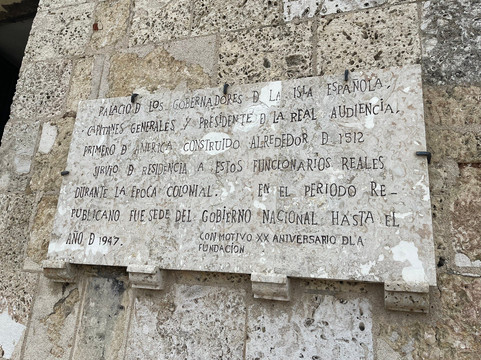 PALACIO D LOS GOBERNADORES D LA ISLA ESPAÑOLA.
CAPITANES GENERALES Y PRESIDENTE D LA REAL AUDIENCIA.
PRIMERO D AMERICA CONSTRUIDO ALREDEDOR D 1512
SIRVIO D RESIDENCIA A ESTOS FUNCIONARIOS REALES
DURANTE LA EPOCA COLONIAL. EN EL PERIODO RE-
PUBLICANO FUE SEDE DEL GOBIERNO NACIONAL HASTA EL
AÑO D 1947.
CON MOTIVO XX ANIVERSARIO DLA
FUNDACIÓN